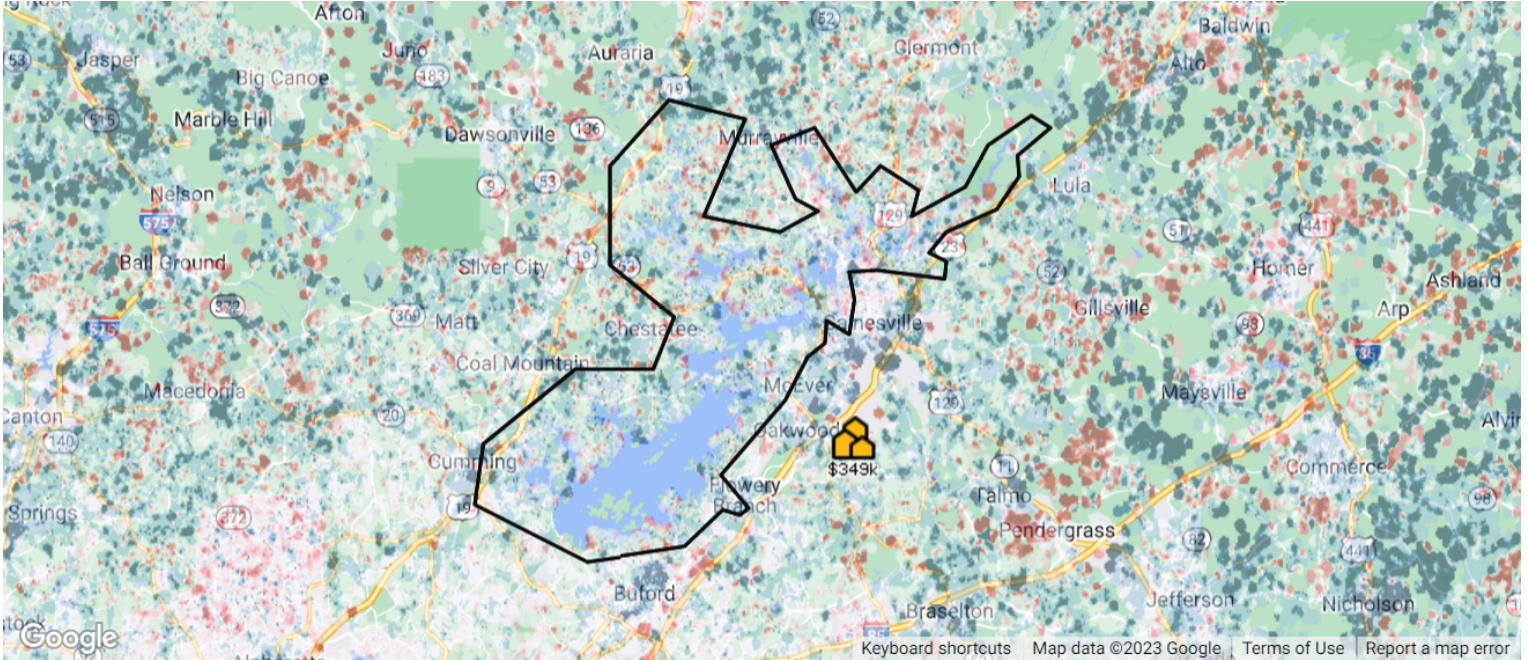 Afton
52
Baldwin
53
Jasper
Juno
Auraria
Clermont
Alto
Big Canoe
183
19
515
Marble Hill
Dawsonville
136
Murrayville
Nelson
9
53
Lula
575
129
441
51
Ball Ground
Silver City
19
53
23
52
Homer
Ashland
372
369
Matt
Chestatee
Gillsville
98
Arp
Coal Mountain
85
Macedonia
McEver
Maysville
Canton
20
129
140
Oakwood
Cumming
$349k
11
Commerce
Springs
372
19
Flowery
Branch
Talmo
98
Pendergrass
82
441
Buford
Braselton
Jefferson
Nicholson
Google
85
Keyboard shortcuts
Map data ©2023 Google
Terms of Use
Report a map error